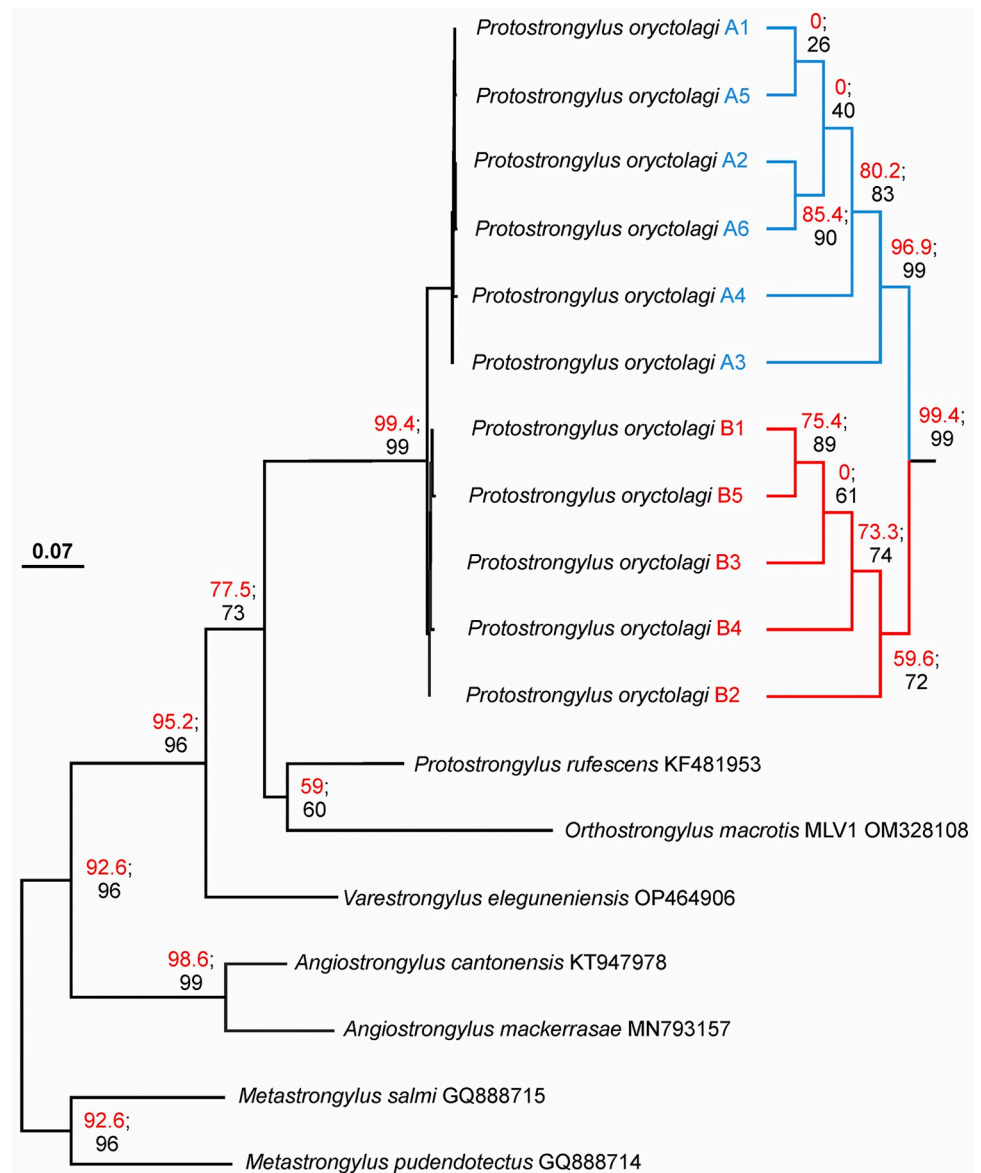 Protostrongylus oryctolagi A1
0;
26
Protostrongylus oryctolagi A5
0;
40
Protostrongylus oryctolagi A2
80.2;
83
85.4;
90
Protostrongylus oryctolagi A6
96.9;
99
Protostrongylus oryctolagi A4
Protostrongylus oryctolagi A3
99.4;
99
Protostrongylus oryctolagi B1
75.4;
89
99.4;
99
Protostrongylus oryctolagi B5
0;
61
0.07
Protostrongylus oryctolagi B3
73.3;
74
77.5;
73
Protostrongylus oryctolagi B4
59.6;
72
Protostrongylus oryctolagi B2
95.2;
96
Protostrongylus rufescens KF481953
59;
60
Orthostrongylus macrotis MLV1 OM328108
92.6;
96
Varestrongylus eleguneniensis OP464906
98.6;
99
Angiostrongylus cantonensis KT947978
Angiostrongylus mackerrasae MN793157
Metastrongylus salmi GQ888715
92.6;
96
Metastrongylus pudendotectus GQ888714